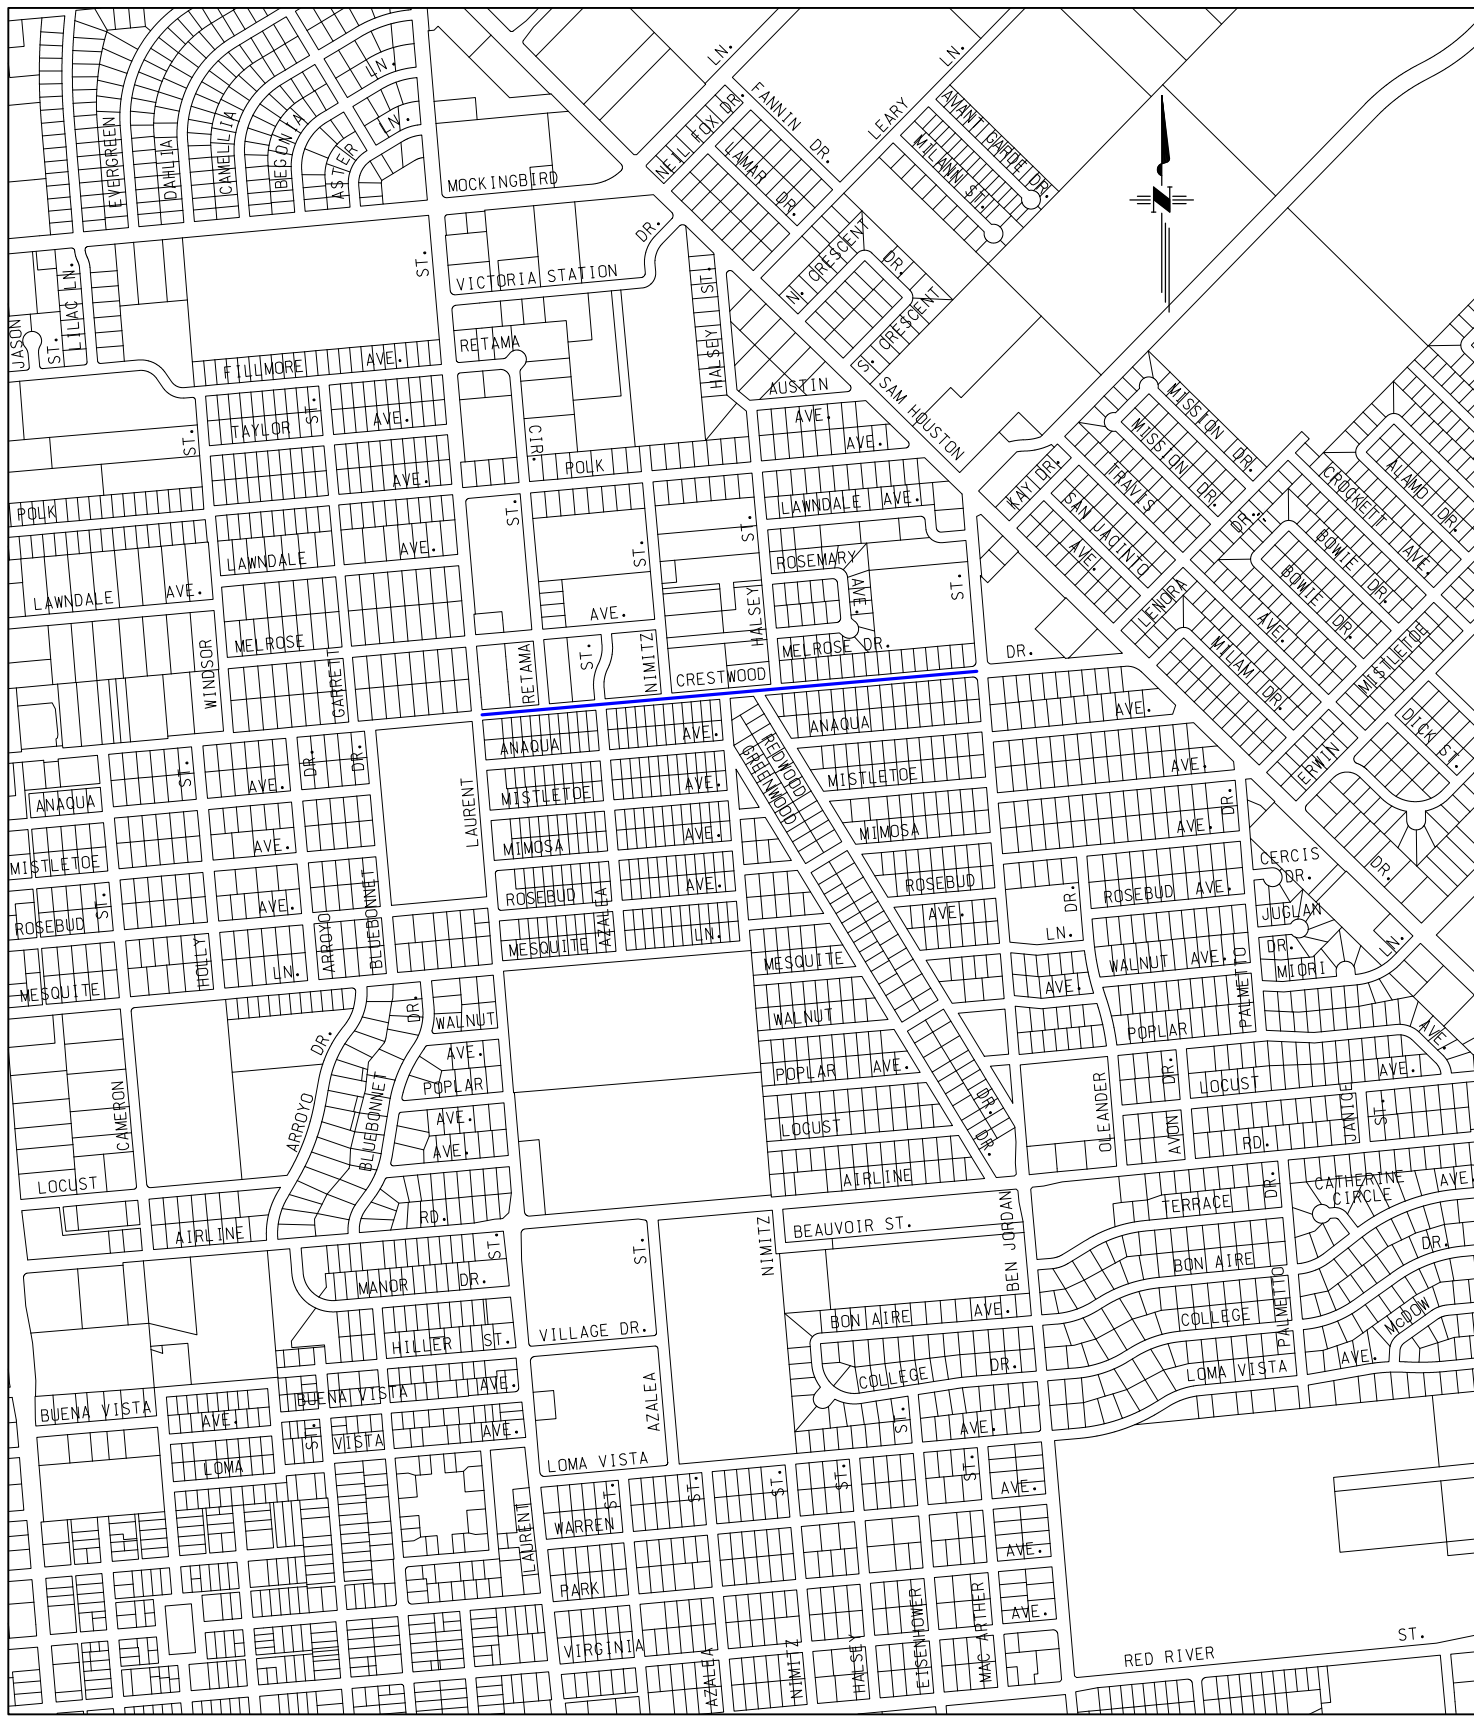 LN.
LN.
LN.
LN.
NEILL FOX DR.
FANNIN DR.
LEARY
AVANT GARDE DR.
MILANN ST.
LAMAR DR.
EVERGREEN
DAHLIA
CAMELLIA
BEGONIA
ASTER
MOCKINGBIRD
N
DR.
ST.
VICTORIA STATION
N. CRESCENT
DR.
S. CRESCENT
LILAC LN.
JASON
ST.
RETAMA
HALSEY ST.
FILLMORE AVE.
AUSTIN
AVE.
SAM HOUSTON
TAYLOR ST. AVE.
AVE.
CIR.
POLK
MISSION DR.
MISSION DR.
ST.
AVE.
KAY DR.
TRAVIS
CROCKETT AVE.
ALAMO DR.
POLK
ST.
ST.
LAWNDALE AVE.
SAN JACINTO
AVE.
DR.
BOWIE DR.
BOWIE DR.
LAWNDALE AVE.
ST.
ROSEMARY
AVE.
LAWNDALE AVE.
AVE.
ST.
LENORA
AVE.
MISTLETOE
WINDSOR
MELROSE
GARRETT
RETAMA
ST.
NIMITZ
HALSEY
MELROSE DR.
CRESTWOOD
DR.
MILAM DR.
DICK ST.
ERWIN
ANAQUA AVE.
ANAQUA AVE.
REDWOOD
GREENWOOD
ST.
AVE.
DR.
DR.
ANAQUA
LAURENT
MISTLETOE AVE.
MISTLETOE AVE.
MISTLETOE
AVE.
MIMOSA AVE.
MIMOSA AVE.
DR.
DR.
CERCIS
DR.
ROSEBUD ST.
AVE.
ROSEBUD AVE.
ROSEBUD
ROSEBUD AVE.
DR.
JUGLAN
DR.
HOLLY
ARROYO
BLUEBONNET
AZALEA
MESQUITE LN.
AVE.
LN.
LN.
MESQUITE
LN.
MESQUITE
WALNUT AVE.
MIORI
PALMETTO
DR.
WALNUT
WALNUT
AVE.
POPLAR
AVE.
DR.
AVE.
POPLAR
POPLAR AVE.
DR.
LOCUST AVE.
CAMERON
ARROYO
BLUEBONNET
AVE.
AVE.
LOCUST
DR.
DR.
OLEANDER
AVON
RD.
JANICE
ST.
LOCUST
AIRLINE
RD.
AIRLINE
TERRACE DR.
CATHERINE
CIRCLE
AVE.
BEAUVOIR ST.
BEN JORDAN
NIMITZ
ST.
ST.
MANOR DR.
BON AIRE
DR.
HILLER ST.
VILLAGE DR.
BON AIRE AVE.
COLLEGE
PALMETTO
McDOW
COLLEGE DR.
LOMA VISTA AVE.
BUENA VISTA
AVE.
BUENA VISTA AVE.
AZALEA
ST.
VISTA AVE.
ST.
AVE.
LOMA
LOMA VISTA
ST.
ST.
ST.
ST.
ST.
AVE.
LAURENT
WARREN
AVE.
PARK
AVE.
VIRGINIA
AZALEA
NIMITZ
HALSEY
EISENHOWER
MAC ARTHER
RED RIVER ST.